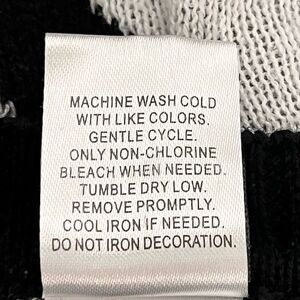 MACHINE WASH COLD
WITH LIKE COLORS.
GENTLE CYCLE.
ONLY NON-CHLORINE
BLEACH WHEN NEEDED.
TUMBLE DRY LOW.
REMOVE PROMPTLY.
COOL IRON IF NEEDED.
DO NOT IRON DECORATION.